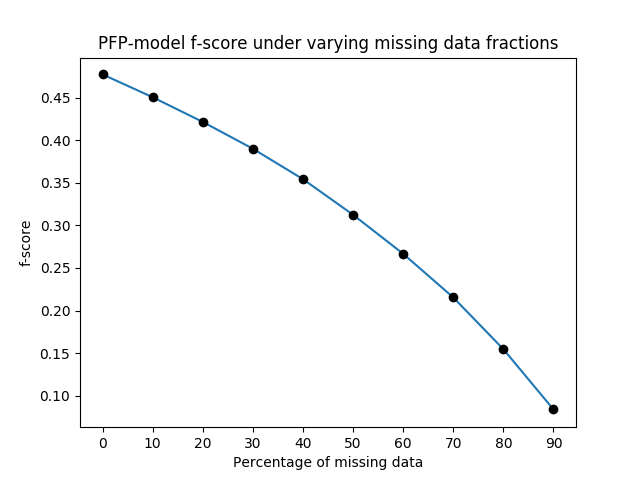 PFP-model f-score under varying missing data fractions
f-score
0.45
0.40
0.35
0.30
0.25
0.20
0.15
0.10
0 10 20 30 40 50 60 70 80 90
Percentage of missing data